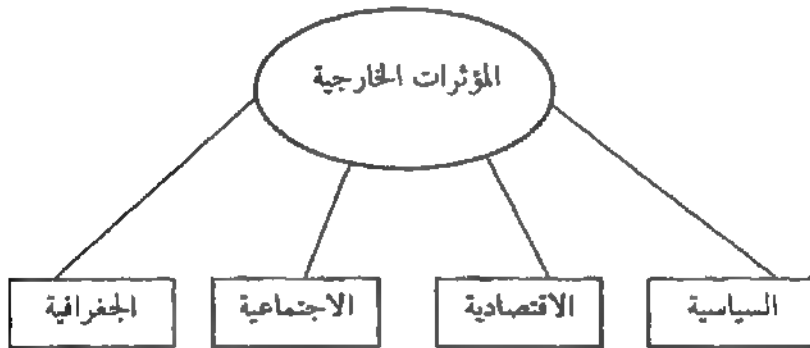 المؤثرات الخارجية
السياسية
الاقتصادية
الاجتماعية
الجغرافية